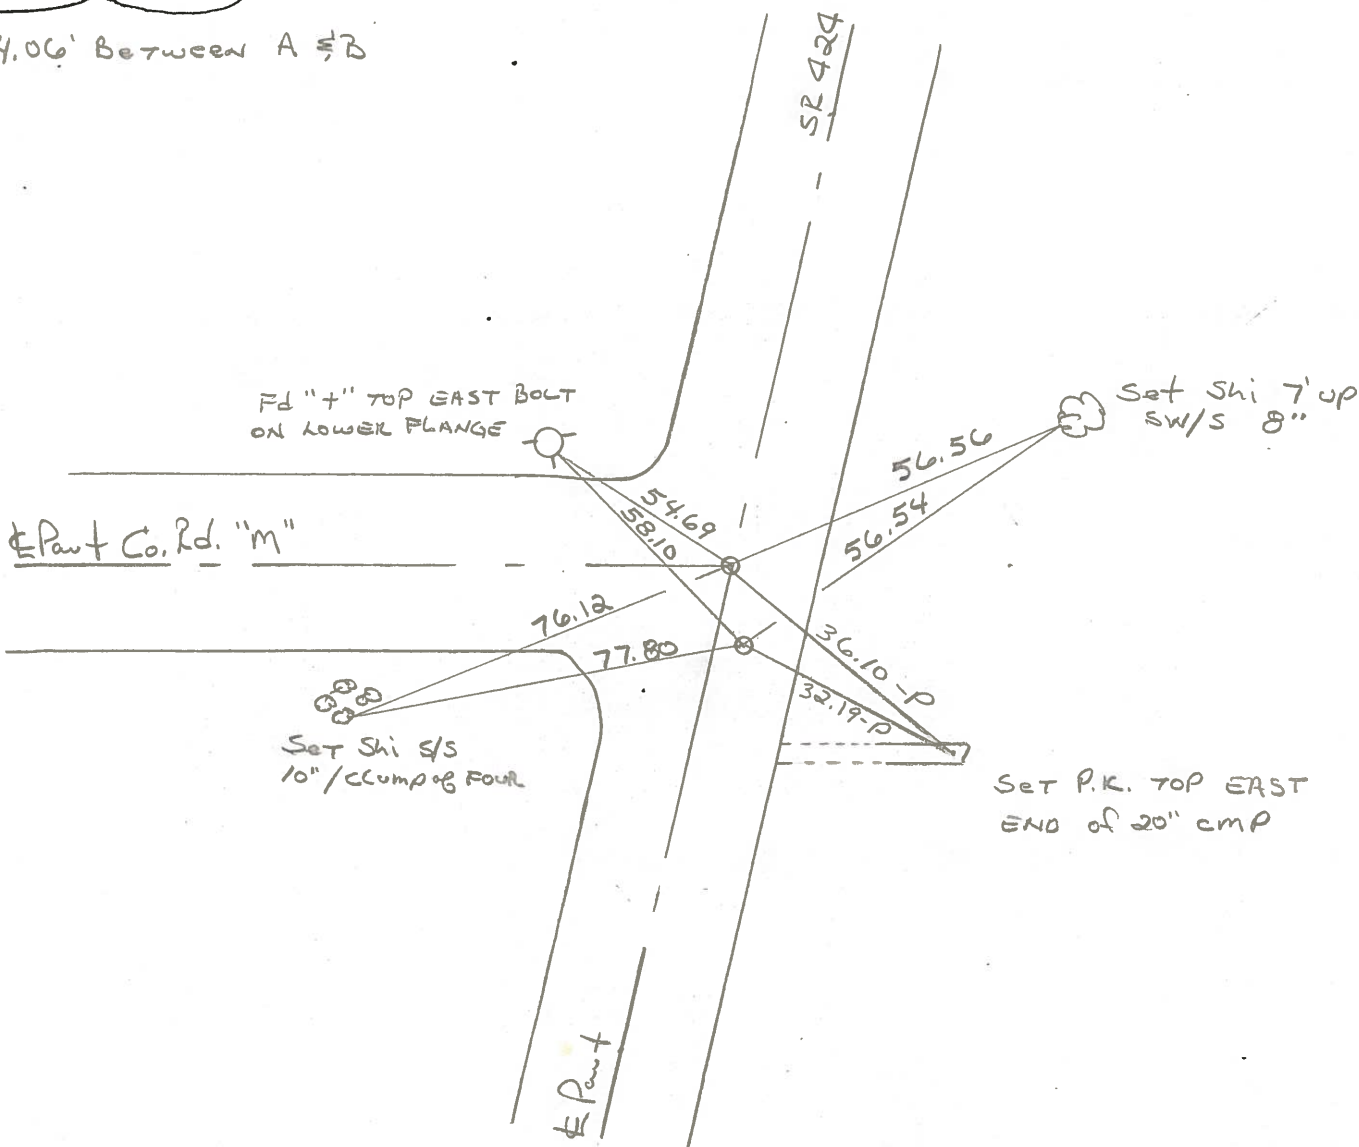 4.06' Between A & B
SR 424
Fd "+" TOP EAST BOLT
ON LOWER FLANGE
Set Shi 7' up
SW/S 8"
56.56
56.54
54.69
58.10
℄ Pavt Co. Rd. "M"
76.12
77.80
36.10-P
32.19-P
SET Shi S/S
10"/Clump of FOUR
SET P.K. TOP EAST
END of 20" cmp
℄ Pavt